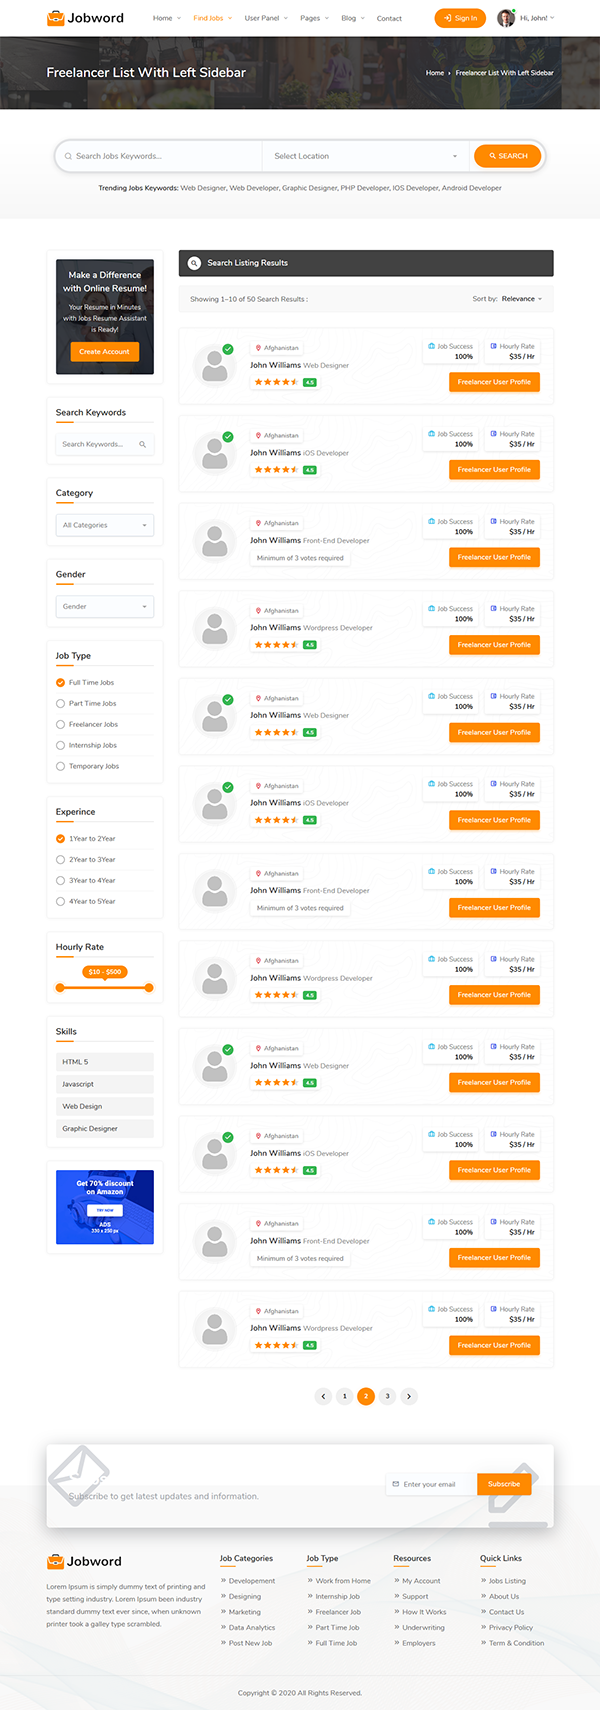 Jobword
Home Find Jobs User Panel Pages Blog Contact Sign In Hi, John!
Freelancer List With Left Sidebar
Home Freelancer List With Left Sidebar
Search Jobs Keywords... Select Location SEARCH
Trending Jobs Keywords: Web Designer, Web Developer, Graphic Designer, PHP Developer, IOS Developer, Android Developer
Make a Difference
with Online Resume!
Your Resume in Minutes
with Jobs Resume Assistant
is Ready!
Create Account
Search Keywords
Search Keywords...
Category
All Categories
Gender
Gender
Job Type
Full Time Jobs
Part Time Jobs
Freelancer Jobs
Internship Jobs
Temporary Jobs
Experince
1Year to 2Year
2Year to 3Year
3Year to 4Year
4Year to 5Year
Hourly Rate
$10 - $500
Skills
HTML 5
Javascript
Web Design
Graphic Designer
Get 70% discount
on Amazon
TRY NOW
ADS
330 x 250 px
Search Listing Results
Showing 1–10 of 50 Search Results :
Sort by: Relevance
Afghanistan
John Williams Web Designer
4.5
Job Success
100%
Hourly Rate
$35 / Hr
Freelancer User Profile
Afghanistan
John Williams iOS Developer
4.5
Job Success
100%
Hourly Rate
$35 / Hr
Freelancer User Profile
Afghanistan
John Williams Front-End Developer
Minimum of 3 votes required
Job Success
100%
Hourly Rate
$35 / Hr
Freelancer User Profile
Afghanistan
John Williams Wordpress Developer
4.5
Job Success
100%
Hourly Rate
$35 / Hr
Freelancer User Profile
Afghanistan
John Williams Web Designer
4.5
Job Success
100%
Hourly Rate
$35 / Hr
Freelancer User Profile
Afghanistan
John Williams iOS Developer
4.5
Job Success
100%
Hourly Rate
$35 / Hr
Freelancer User Profile
Afghanistan
John Williams Front-End Developer
Minimum of 3 votes required
Job Success
100%
Hourly Rate
$35 / Hr
Freelancer User Profile
Afghanistan
John Williams Wordpress Developer
4.5
Job Success
100%
Hourly Rate
$35 / Hr
Freelancer User Profile
Afghanistan
John Williams Web Designer
4.5
Job Success
100%
Hourly Rate
$35 / Hr
Freelancer User Profile
Afghanistan
John Williams iOS Developer
4.5
Job Success
100%
Hourly Rate
$35 / Hr
Freelancer User Profile
Afghanistan
John Williams Front-End Developer
Minimum of 3 votes required
Job Success
100%
Hourly Rate
$35 / Hr
Freelancer User Profile
Afghanistan
John Williams Wordpress Developer
4.5
Job Success
100%
Hourly Rate
$35 / Hr
Freelancer User Profile
1 2 3
Subscribe to get latest updates and information.
Enter your email Subscribe
Jobword
Lorem Ipsum is simply dummy text of printing and
type setting industry. Lorem Ipsum been industry
standard dummy text ever since, when unknown
printer took a galley type scrambled.
Job Categories
Developement
Designing
Marketing
Data Analytics
Post New Job
Job Type
Work from Home
Internship Job
Freelancer Job
Part Time Job
Full Time Job
Resources
My Account
Support
How It Works
Underwriting
Employers
Quick Links
Jobs Listing
About Us
Contact Us
Privacy Policy
Term & Condition
Copyright © 2020 All Rights Reserved.